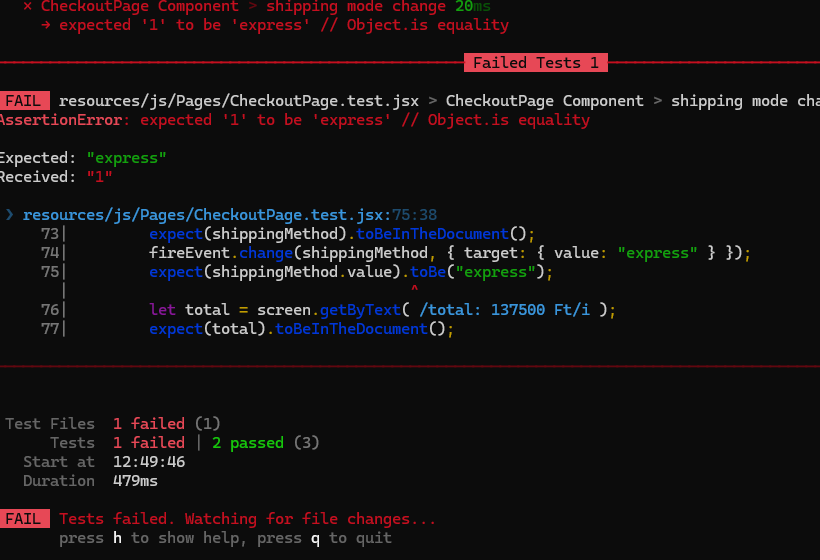 × CheckoutPage Component > shipping mode change 20ms
→ expected '1' to be 'express' // Object.is equality
Failed Tests 1
FAIL resources/js/Pages/CheckoutPage.test.jsx > CheckoutPage Component > shipping mode cha
AssertionError: expected '1' to be 'express' // Object.is equality
Expected: "express"
Received: "1"
❯ resources/js/Pages/CheckoutPage.test.jsx:75:38
73| expect(shippingMethod).toBeInTheDocument();
74| fireEvent.change(shippingMethod, { target: { value: "express" } });
75| expect(shippingMethod.value).toBe("express");
| ^
76| let total = screen.getByText( /total: 137500 Ft/i );
77| expect(total).toBeInTheDocument();
Test Files 1 failed (1)
Tests 1 failed | 2 passed (3)
Start at 12:49:46
Duration 479ms
FAIL Tests failed. Watching for file changes...
press h to show help, press q to quit